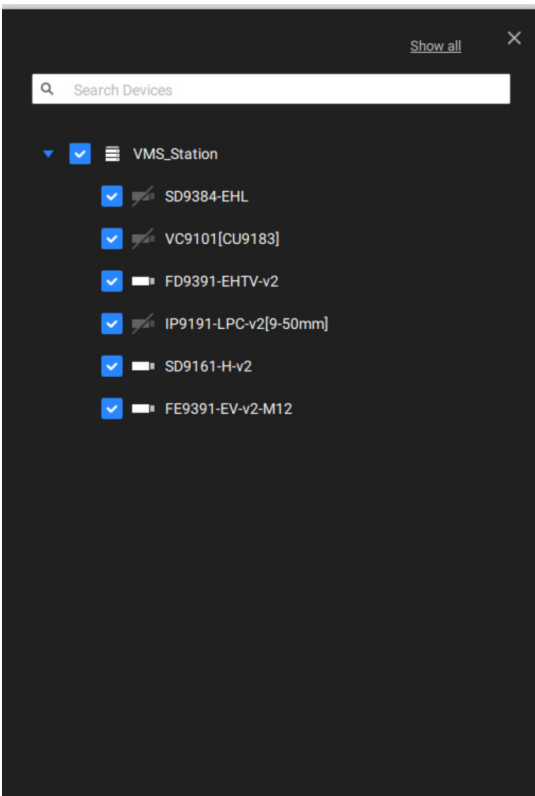 Show all
Search Devices
VMS_Station
SD9384-EHL
VC9101[CU9183]
FD9391-EHTV-v2
IP9191-LPC-v2[9-50mm]
SD9161-H-v2
FE9391-EV-v2-M12